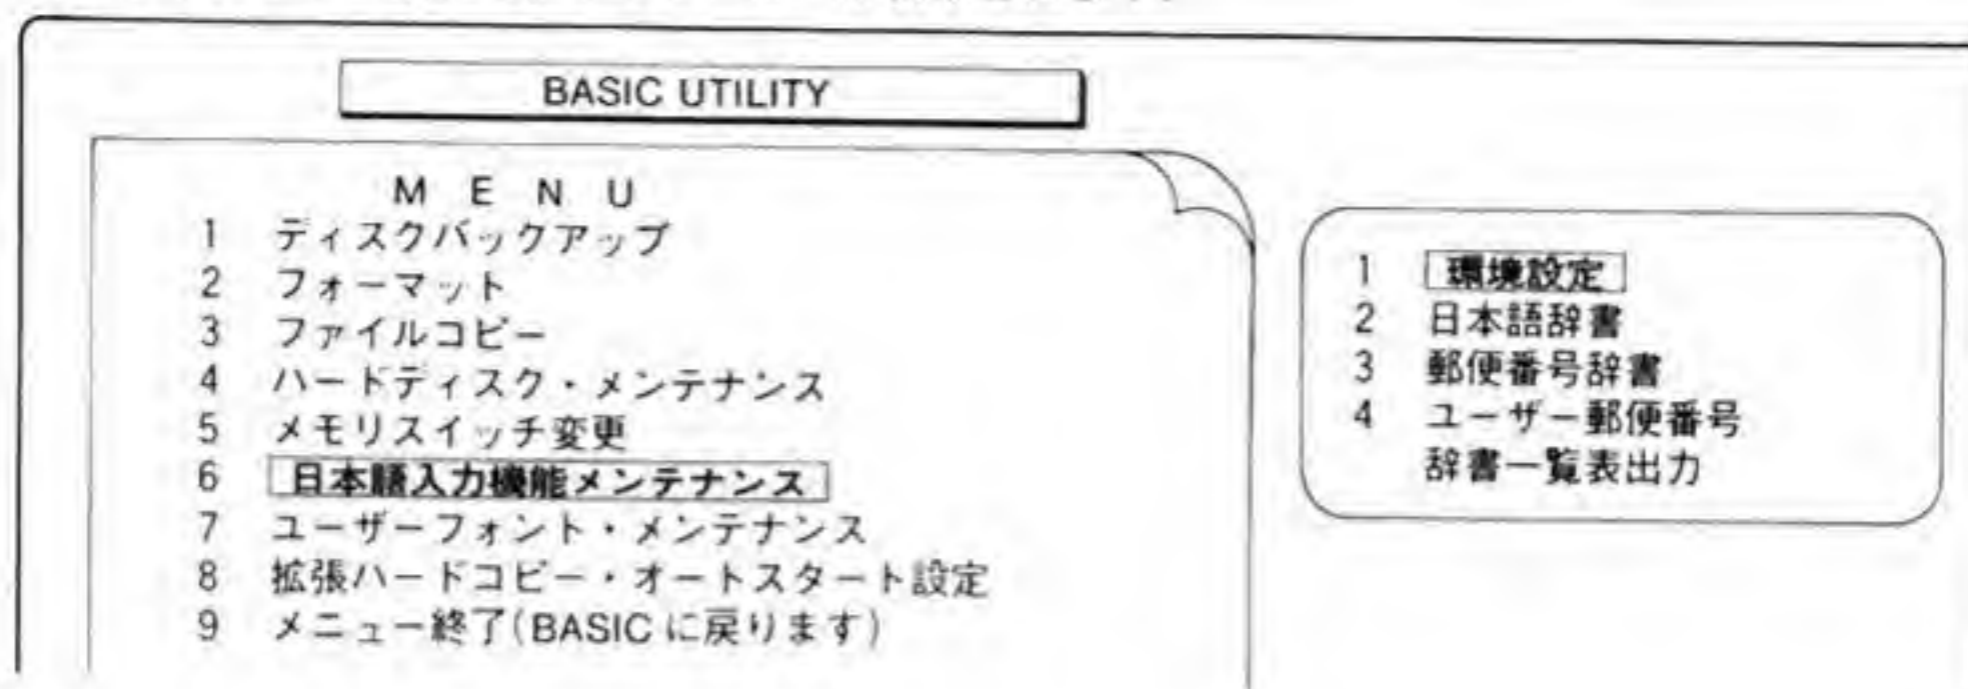 BASIC UTILITY
M E N U
1 ディスクバックアップ
2 フォーマット
3 ファイルコピー
4 ハードディスク・メンテナンス
5 メモリスイッチ変更
6 日本語入力機能メンテナンス
7 ユーザーフォント・メンテナンス
8 拡張ハードコピー・オートスタート設定
9 メニュー終了(BASICに戻ります)
1 環境設定
2 日本語辞書
3 郵便番号辞書
4 ユーザー郵便番号
辞書一覧表出力